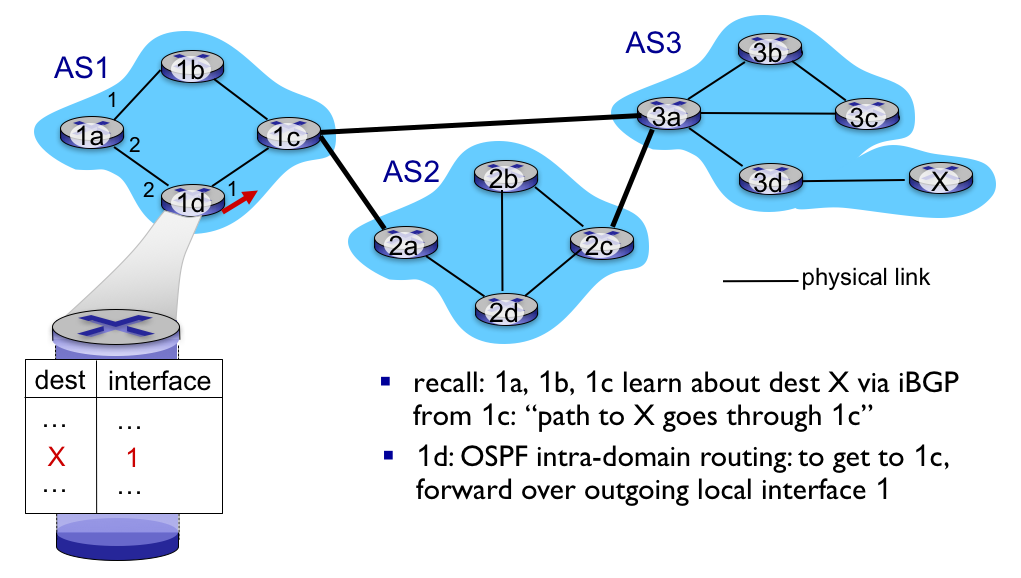 AS3
3b
AS1
1b
1
3a
3c
1a
1c
2
AS2
2b
3d
X
2
1
1d
2a
2c
physical link
2d
dest interface
… …
X 1
… …
▪ recall: 1a, 1b, 1c learn about dest X via iBGP
from 1c: “path to X goes through 1c”
▪ 1d: OSPF intra-domain routing: to get to 1c,
forward over outgoing local interface 1